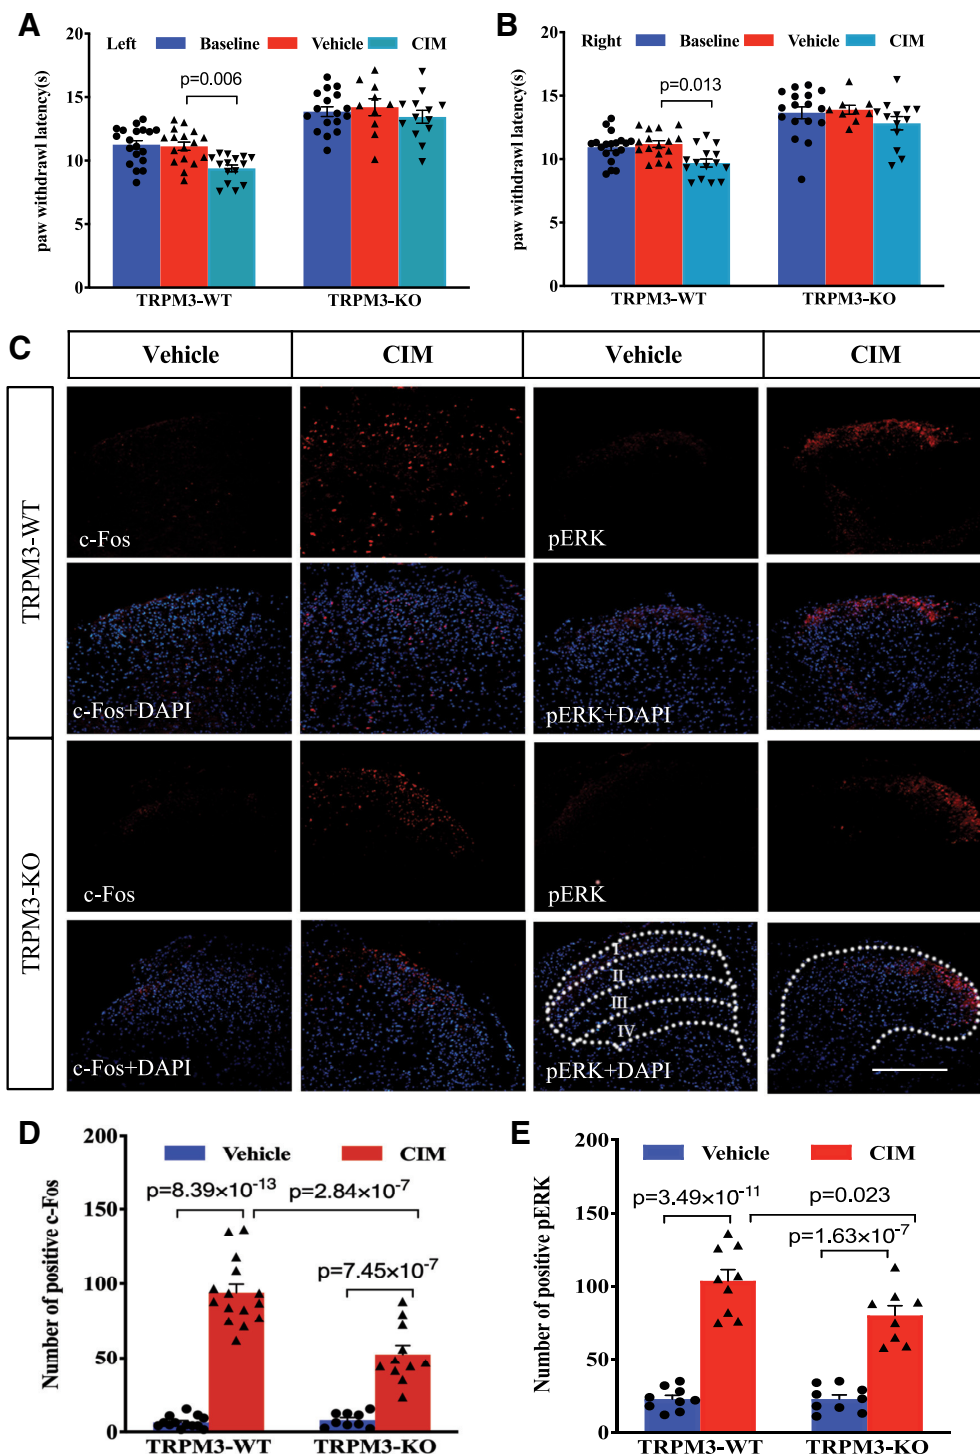 A
Left Baseline Vehicle CIM
paw withdrawl latency(s)
20
15
10
5
0
p=0.006
TRPM3-WT TRPM3-KO
B
Right Baseline Vehicle CIM
paw withdrawl latency(s)
20
15
10
5
0
p=0.013
TRPM3-WT TRPM3-KO
C
Vehicle CIM Vehicle CIM
TRPM3-WT
c-Fos pERK
c-Fos+DAPI pERK+DAPI
TRPM3-KO
c-Fos pERK
I
II
III
IV
V
c-Fos+DAPI pERK+DAPI
D
Vehicle CIM
Number of positive c-Fos
200
150
100
50
0
p=8.39×10⁻¹³ p=2.84×10⁻⁷
p=7.45×10⁻⁷
TRPM3-WT TRPM3-KO
E
Vehicle CIM
Number of positive pERK
200
150
100
50
0
p=3.49×10⁻¹¹ p=0.023
p=1.63×10⁻⁷
TRPM3-WT TRPM3-KO